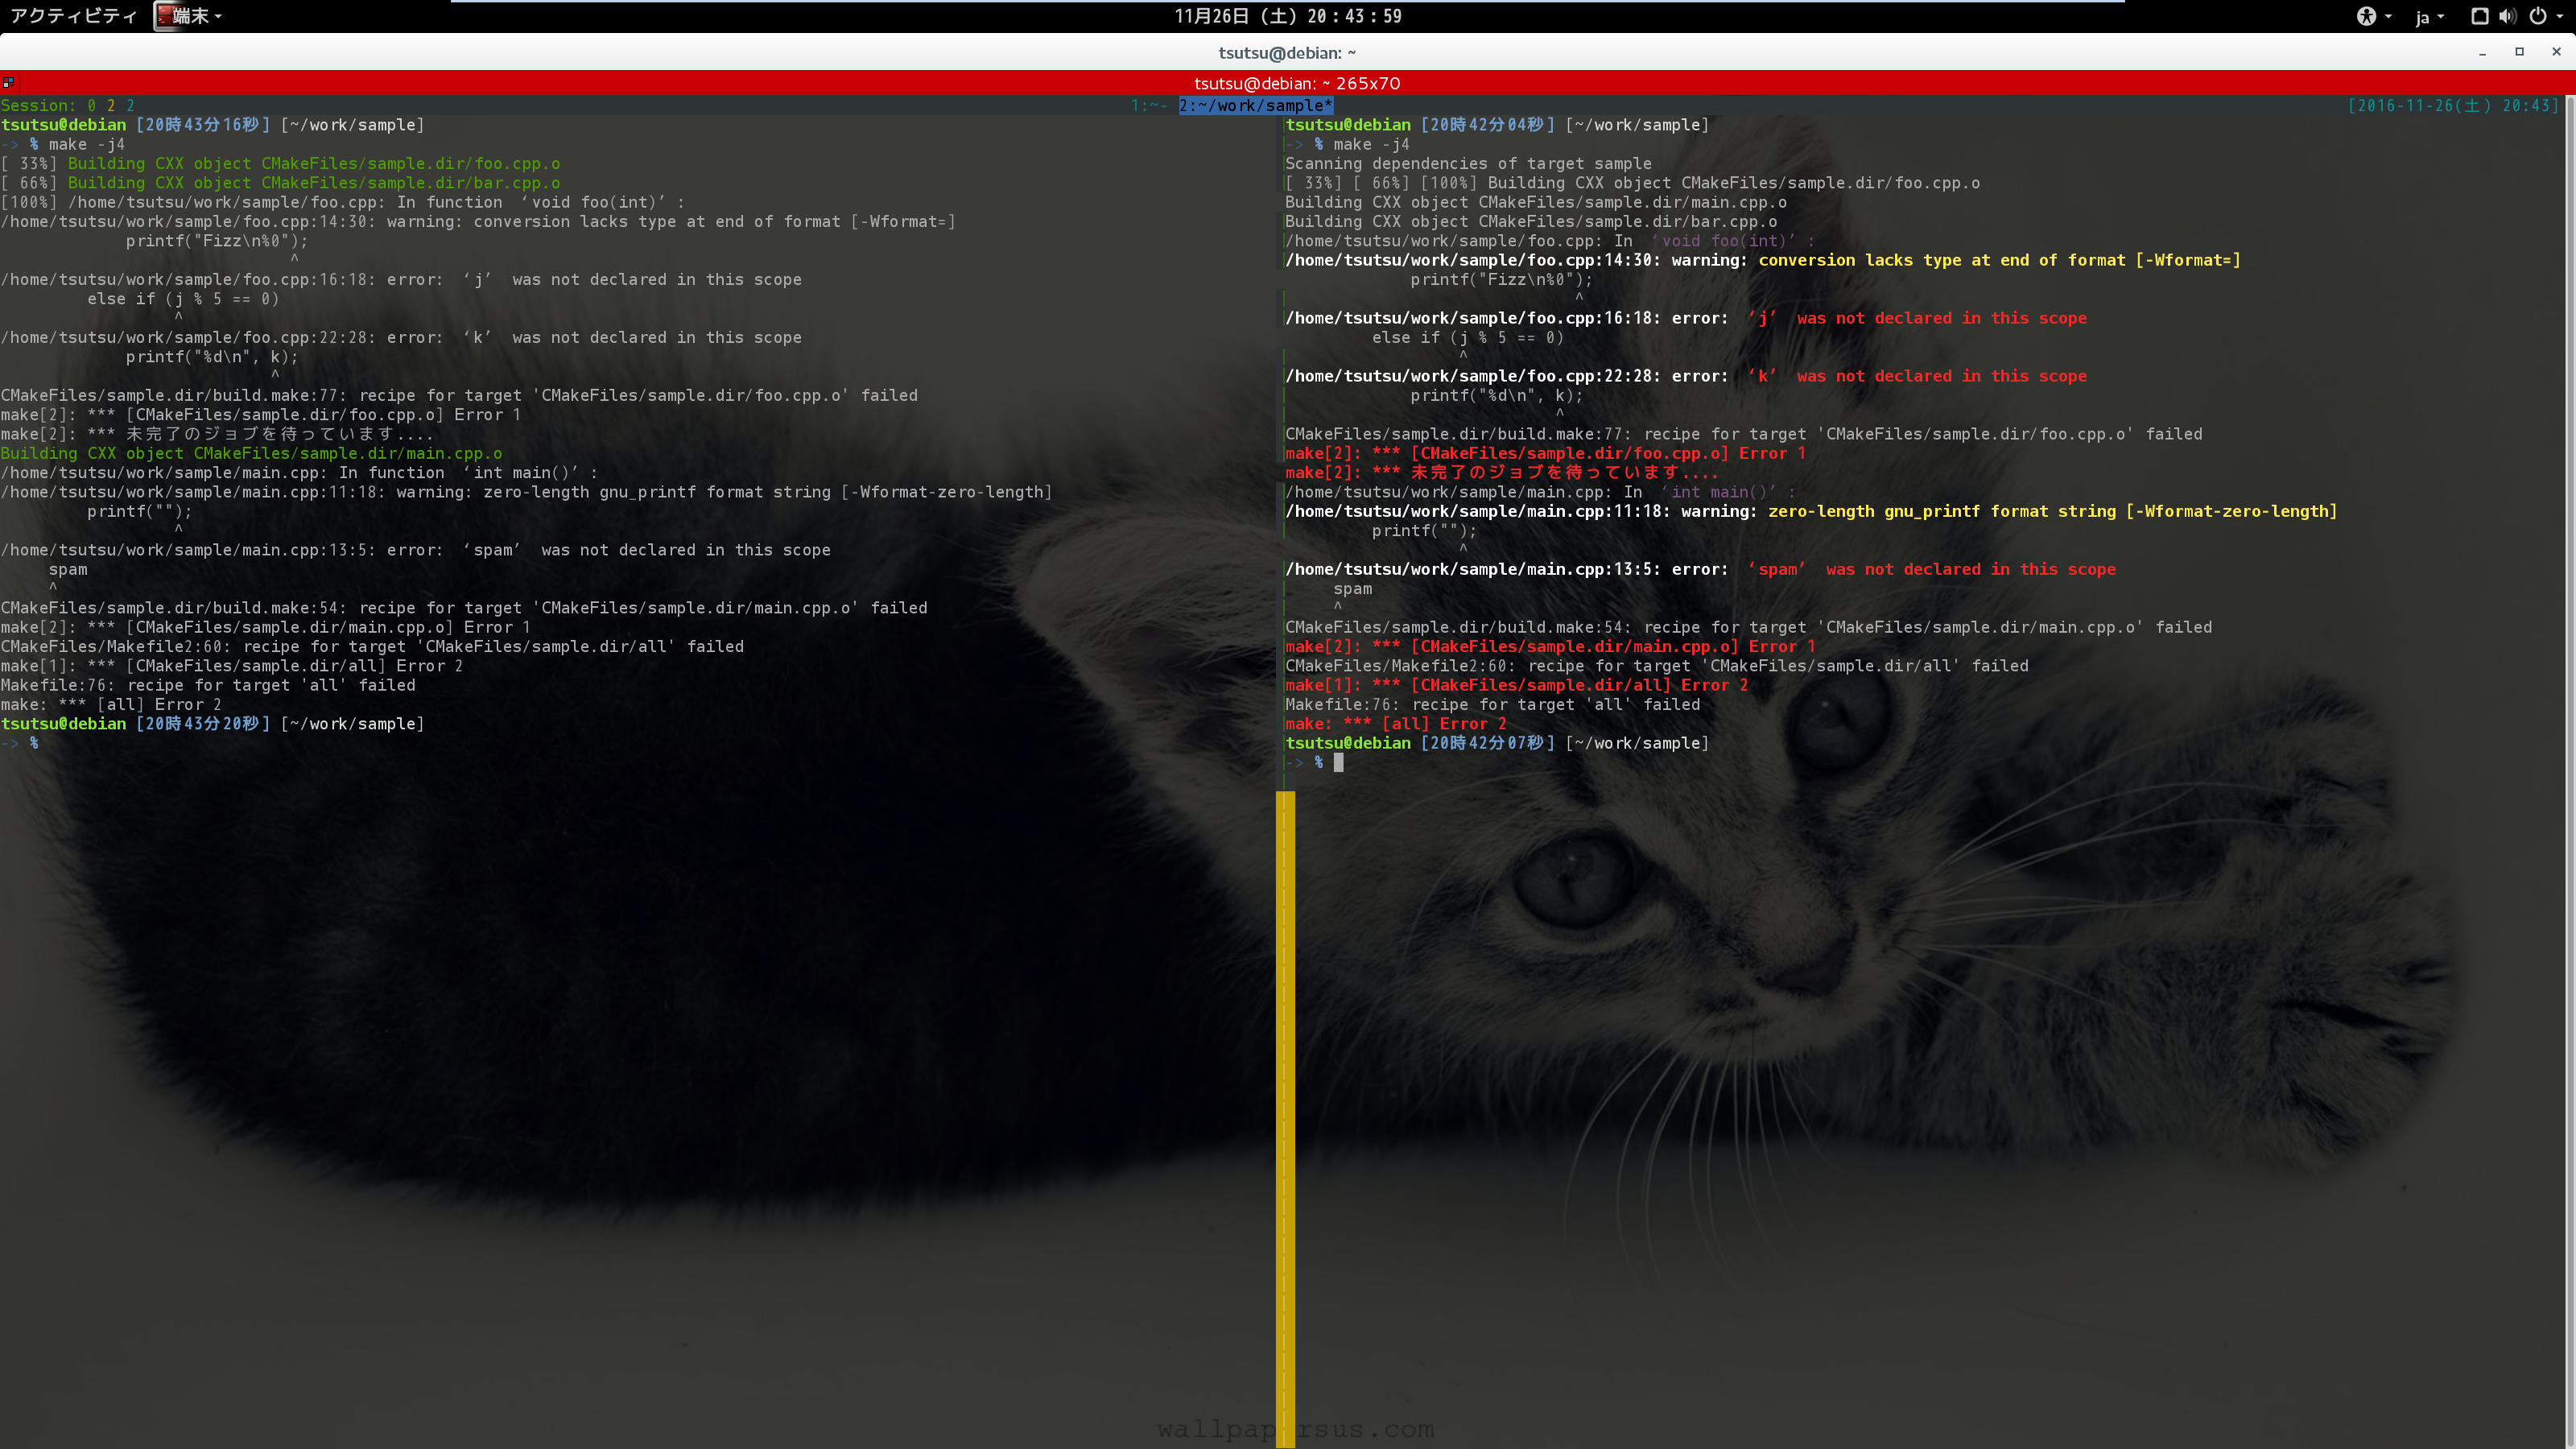 アクティビティ 端末 11月26日 (土) 20:43:59 ja
tsutsu@debian: ~
tsutsu@debian: ~ 265x70
Session: 0 2 2 1:~- 2:~/work/sample* [2016-11-26(土) 20:43]
tsutsu@debian [20時43分16秒] [~/work/sample]
-> % make -j4
[ 33%] Building CXX object CMakeFiles/sample.dir/foo.cpp.o
[ 66%] Building CXX object CMakeFiles/sample.dir/bar.cpp.o
[100%] /home/tsutsu/work/sample/foo.cpp: In function ‘void foo(int)’:
/home/tsutsu/work/sample/foo.cpp:14:30: warning: conversion lacks type at end of format [-Wformat=]
printf("Fizz\n%0");
^
/home/tsutsu/work/sample/foo.cpp:16:18: error: ‘j’ was not declared in this scope
else if (j % 5 == 0)
^
/home/tsutsu/work/sample/foo.cpp:22:28: error: ‘k’ was not declared in this scope
printf("%d\n", k);
^
CMakeFiles/sample.dir/build.make:77: recipe for target 'CMakeFiles/sample.dir/foo.cpp.o' failed
make[2]: *** [CMakeFiles/sample.dir/foo.cpp.o] Error 1
make[2]: *** 未完了のジョブを待っています....
Building CXX object CMakeFiles/sample.dir/main.cpp.o
/home/tsutsu/work/sample/main.cpp: In function ‘int main()’:
/home/tsutsu/work/sample/main.cpp:11:18: warning: zero-length gnu_printf format string [-Wformat-zero-length]
printf("");
^
/home/tsutsu/work/sample/main.cpp:13:5: error: ‘spam’ was not declared in this scope
spam
^
CMakeFiles/sample.dir/build.make:54: recipe for target 'CMakeFiles/sample.dir/main.cpp.o' failed
make[2]: *** [CMakeFiles/sample.dir/main.cpp.o] Error 1
CMakeFiles/Makefile2:60: recipe for target 'CMakeFiles/sample.dir/all' failed
make[1]: *** [CMakeFiles/sample.dir/all] Error 2
Makefile:76: recipe for target 'all' failed
make: *** [all] Error 2
tsutsu@debian [20時43分20秒] [~/work/sample]
-> %
tsutsu@debian [20時42分04秒] [~/work/sample]
-> % make -j4
Scanning dependencies of target sample
[ 33%] [ 66%] [100%] Building CXX object CMakeFiles/sample.dir/foo.cpp.o
Building CXX object CMakeFiles/sample.dir/main.cpp.o
Building CXX object CMakeFiles/sample.dir/bar.cpp.o
/home/tsutsu/work/sample/foo.cpp: In ‘void foo(int)’:
/home/tsutsu/work/sample/foo.cpp:14:30: warning: conversion lacks type at end of format [-Wformat=]
printf("Fizz\n%0");
^
/home/tsutsu/work/sample/foo.cpp:16:18: error: ‘j’ was not declared in this scope
else if (j % 5 == 0)
^
/home/tsutsu/work/sample/foo.cpp:22:28: error: ‘k’ was not declared in this scope
printf("%d\n", k);
^
CMakeFiles/sample.dir/build.make:77: recipe for target 'CMakeFiles/sample.dir/foo.cpp.o' failed
make[2]: *** [CMakeFiles/sample.dir/foo.cpp.o] Error 1
make[2]: *** 未完了のジョブを待っています....
/home/tsutsu/work/sample/main.cpp: In ‘int main()’:
/home/tsutsu/work/sample/main.cpp:11:18: warning: zero-length gnu_printf format string [-Wformat-zero-length]
printf("");
^
/home/tsutsu/work/sample/main.cpp:13:5: error: ‘spam’ was not declared in this scope
spam
^
CMakeFiles/sample.dir/build.make:54: recipe for target 'CMakeFiles/sample.dir/main.cpp.o' failed
make[2]: *** [CMakeFiles/sample.dir/main.cpp.o] Error 1
CMakeFiles/Makefile2:60: recipe for target 'CMakeFiles/sample.dir/all' failed
make[1]: *** [CMakeFiles/sample.dir/all] Error 2
Makefile:76: recipe for target 'all' failed
make: *** [all] Error 2
tsutsu@debian [20時42分07秒] [~/work/sample]
-> %